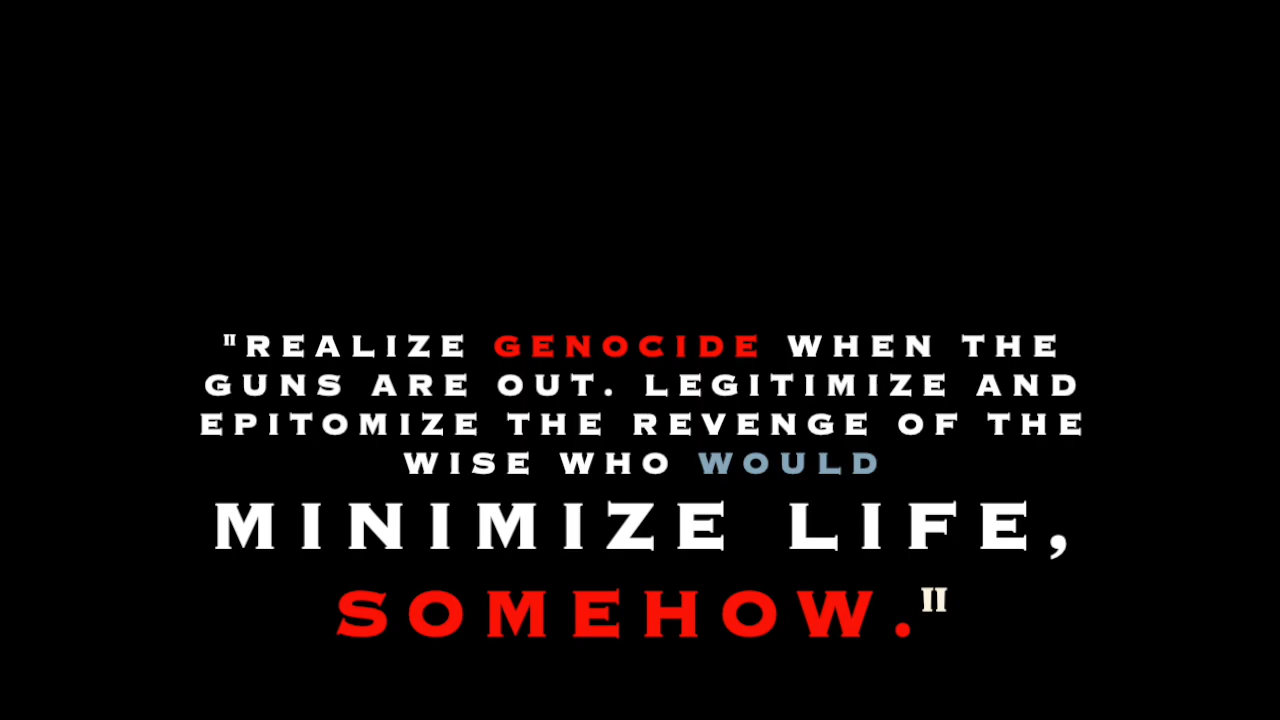 "REALIZE GENOCIDE WHEN THE
GUNS ARE OUT. LEGITIMIZE AND
EPITOMIZE THE REVENGE OF THE
WISE WHO WOULD
MINIMIZE LIFE,
SOMEHOW."